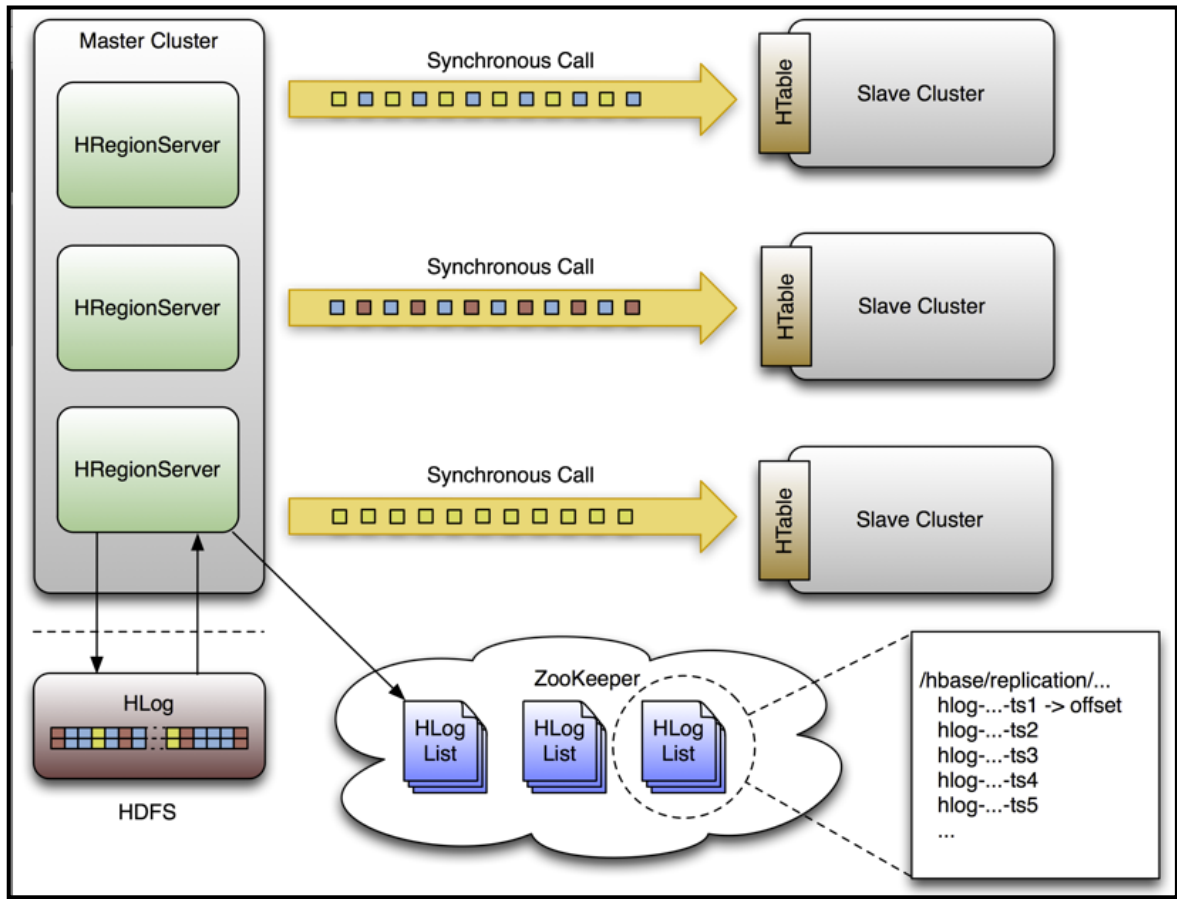 Master Cluster
HRegionServer
HRegionServer
HRegionServer
Synchronous Call
HTable
Slave Cluster
Synchronous Call
HTable
Slave Cluster
Synchronous Call
HTable
Slave Cluster
HLog
HDFS
ZooKeeper
HLog
List
HLog
List
HLog
List
/hbase/replication/...
hlog-...-ts1 -> offset
hlog-...-ts2
hlog-...-ts3
hlog-...-ts4
hlog-...-ts5
...